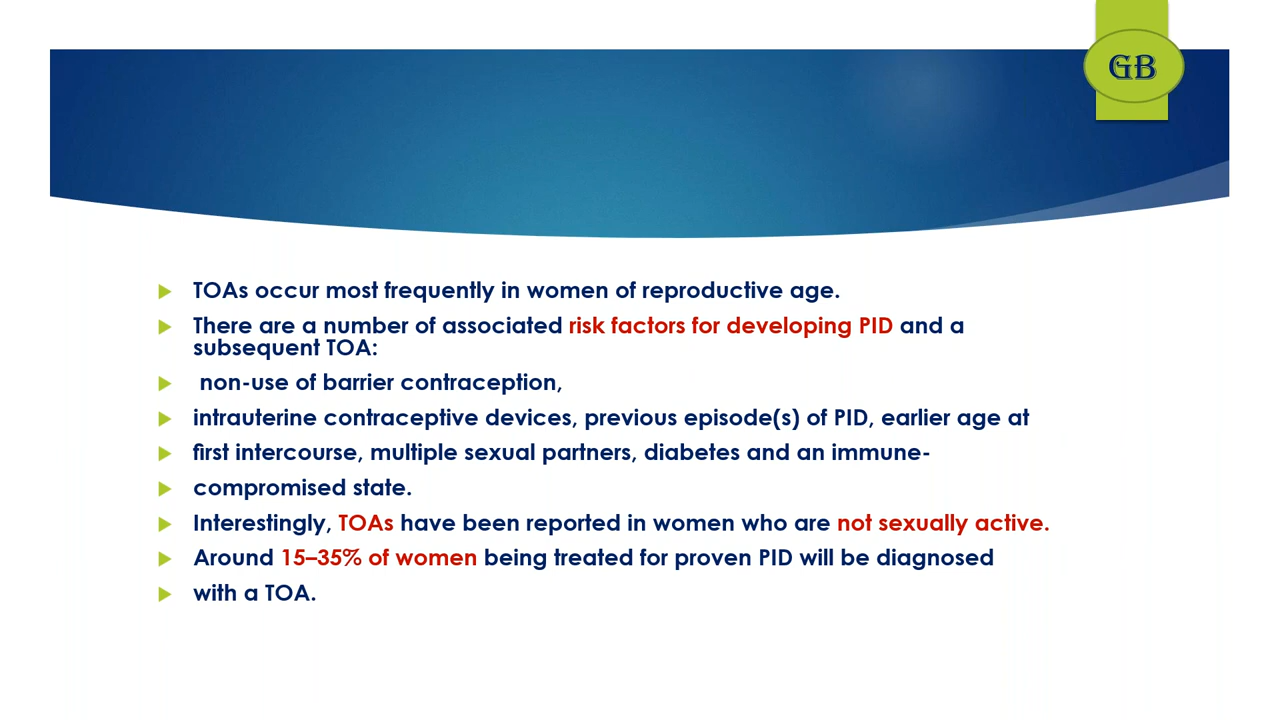 GB
TOAs occur most frequently in women of reproductive age.
There are a number of associated risk factors for developing PID and a
subsequent TOA:
non-use of barrier contraception,
intrauterine contraceptive devices, previous episode(s) of PID, earlier age at
first intercourse, multiple sexual partners, diabetes and an immune-
compromised state.
Interestingly, TOAs have been reported in women who are not sexually active.
Around 15–35% of women being treated for proven PID will be diagnosed
with a TOA.